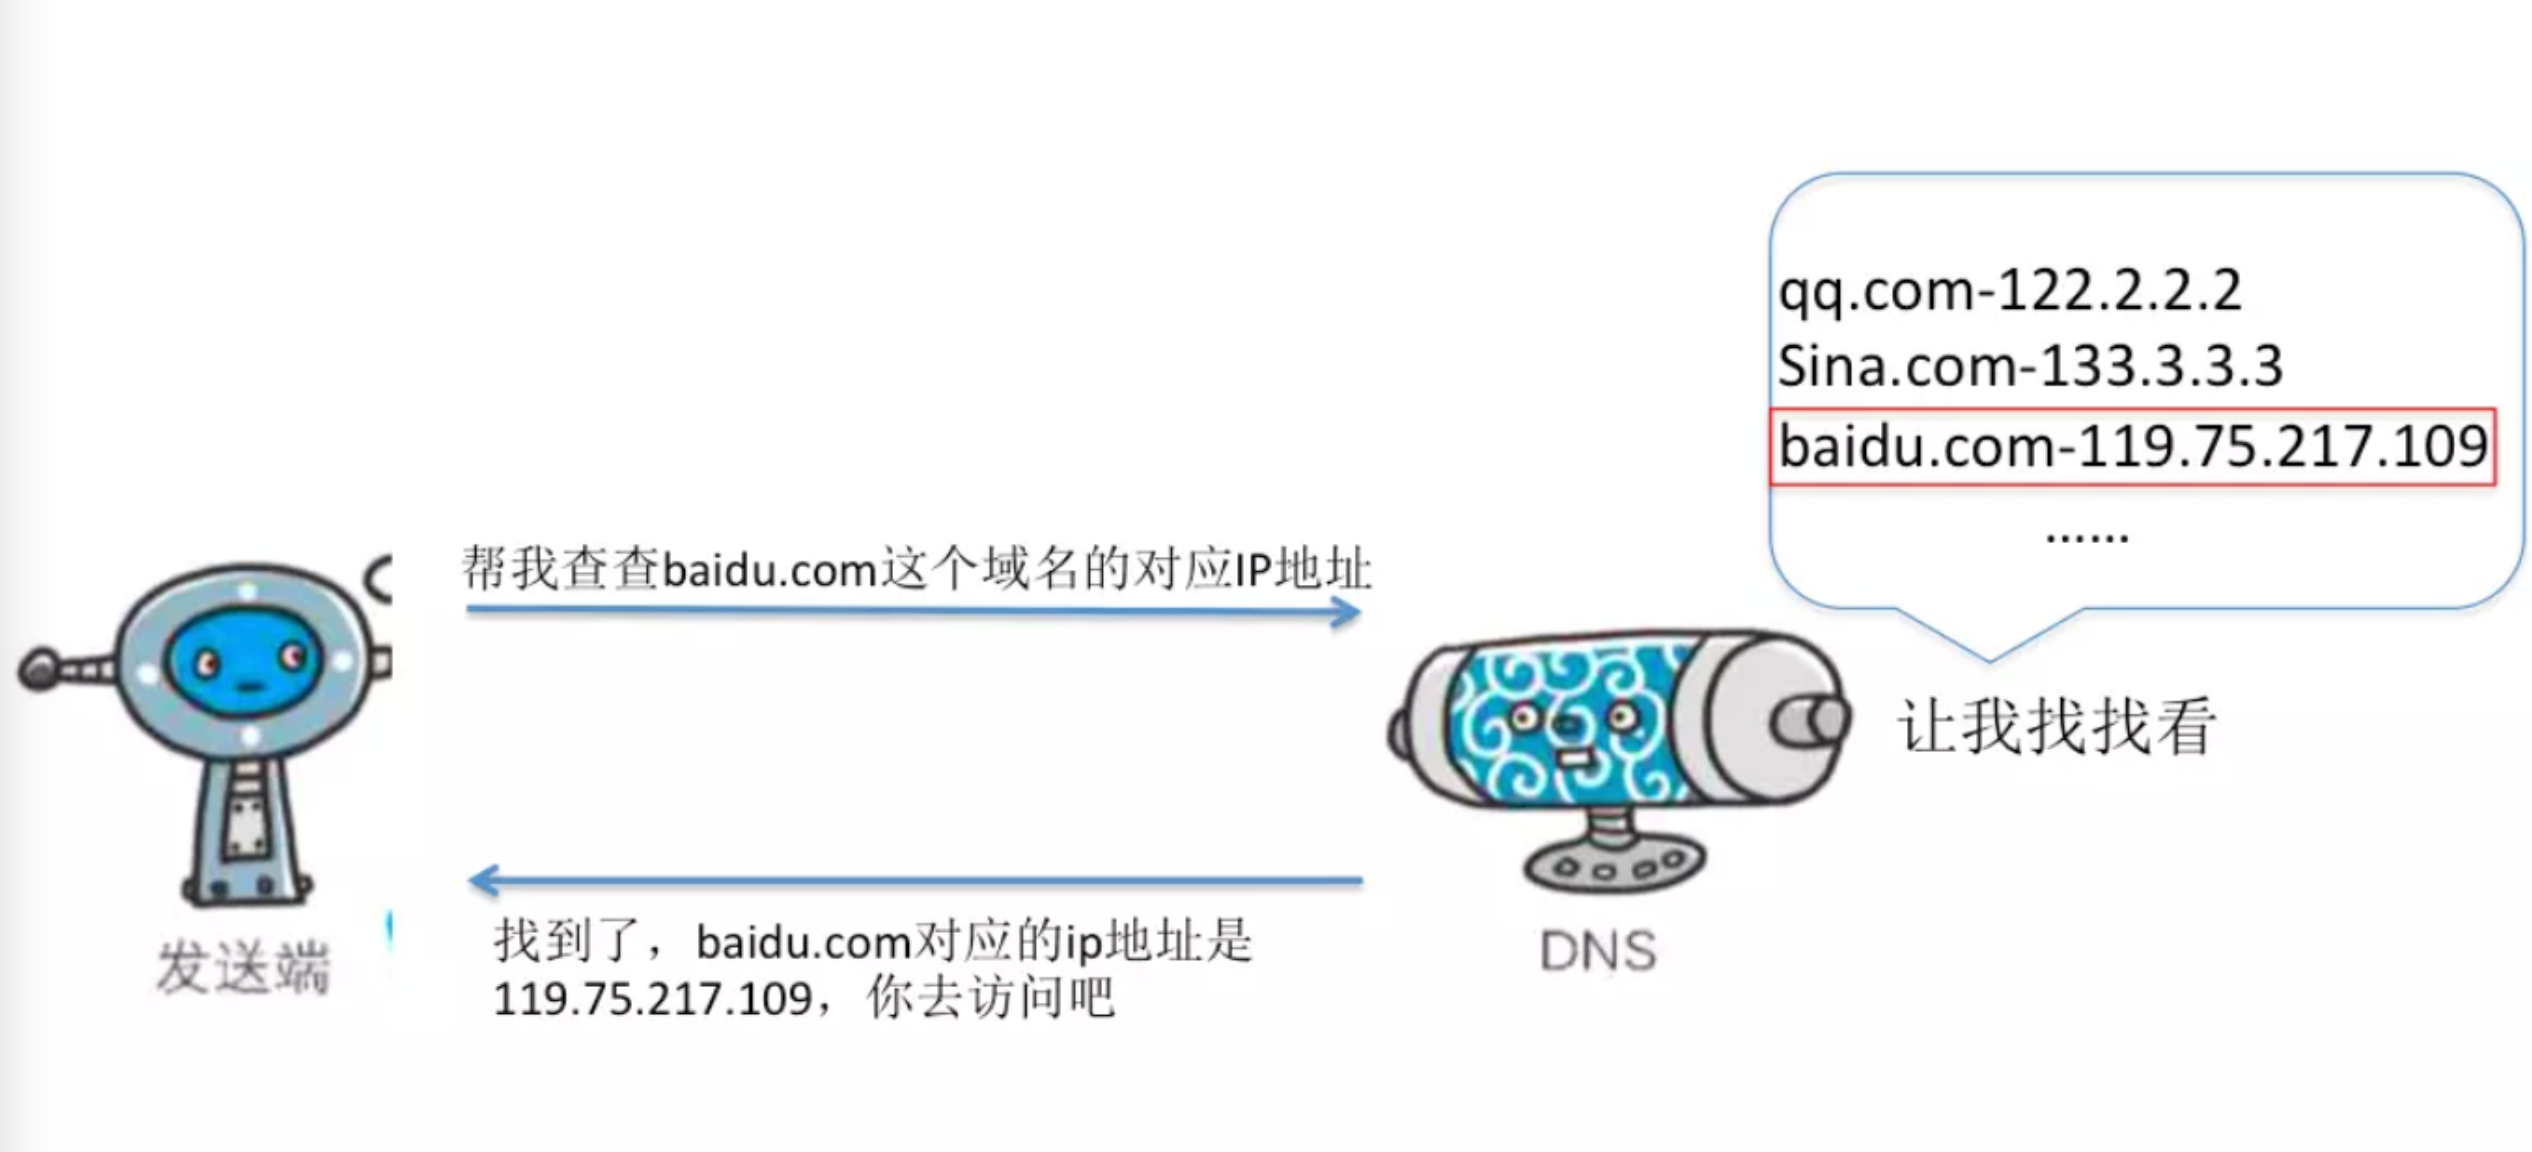 qq.com-122.2.2.2
Sina.com-133.3.3.3
baidu.com-119.75.217.109
......
帮我查查baidu.com这个域名的对应IP地址
让我找找看
找到了，baidu.com对应的ip地址是
119.75.217.109，你去访问吧
发送端
DNS